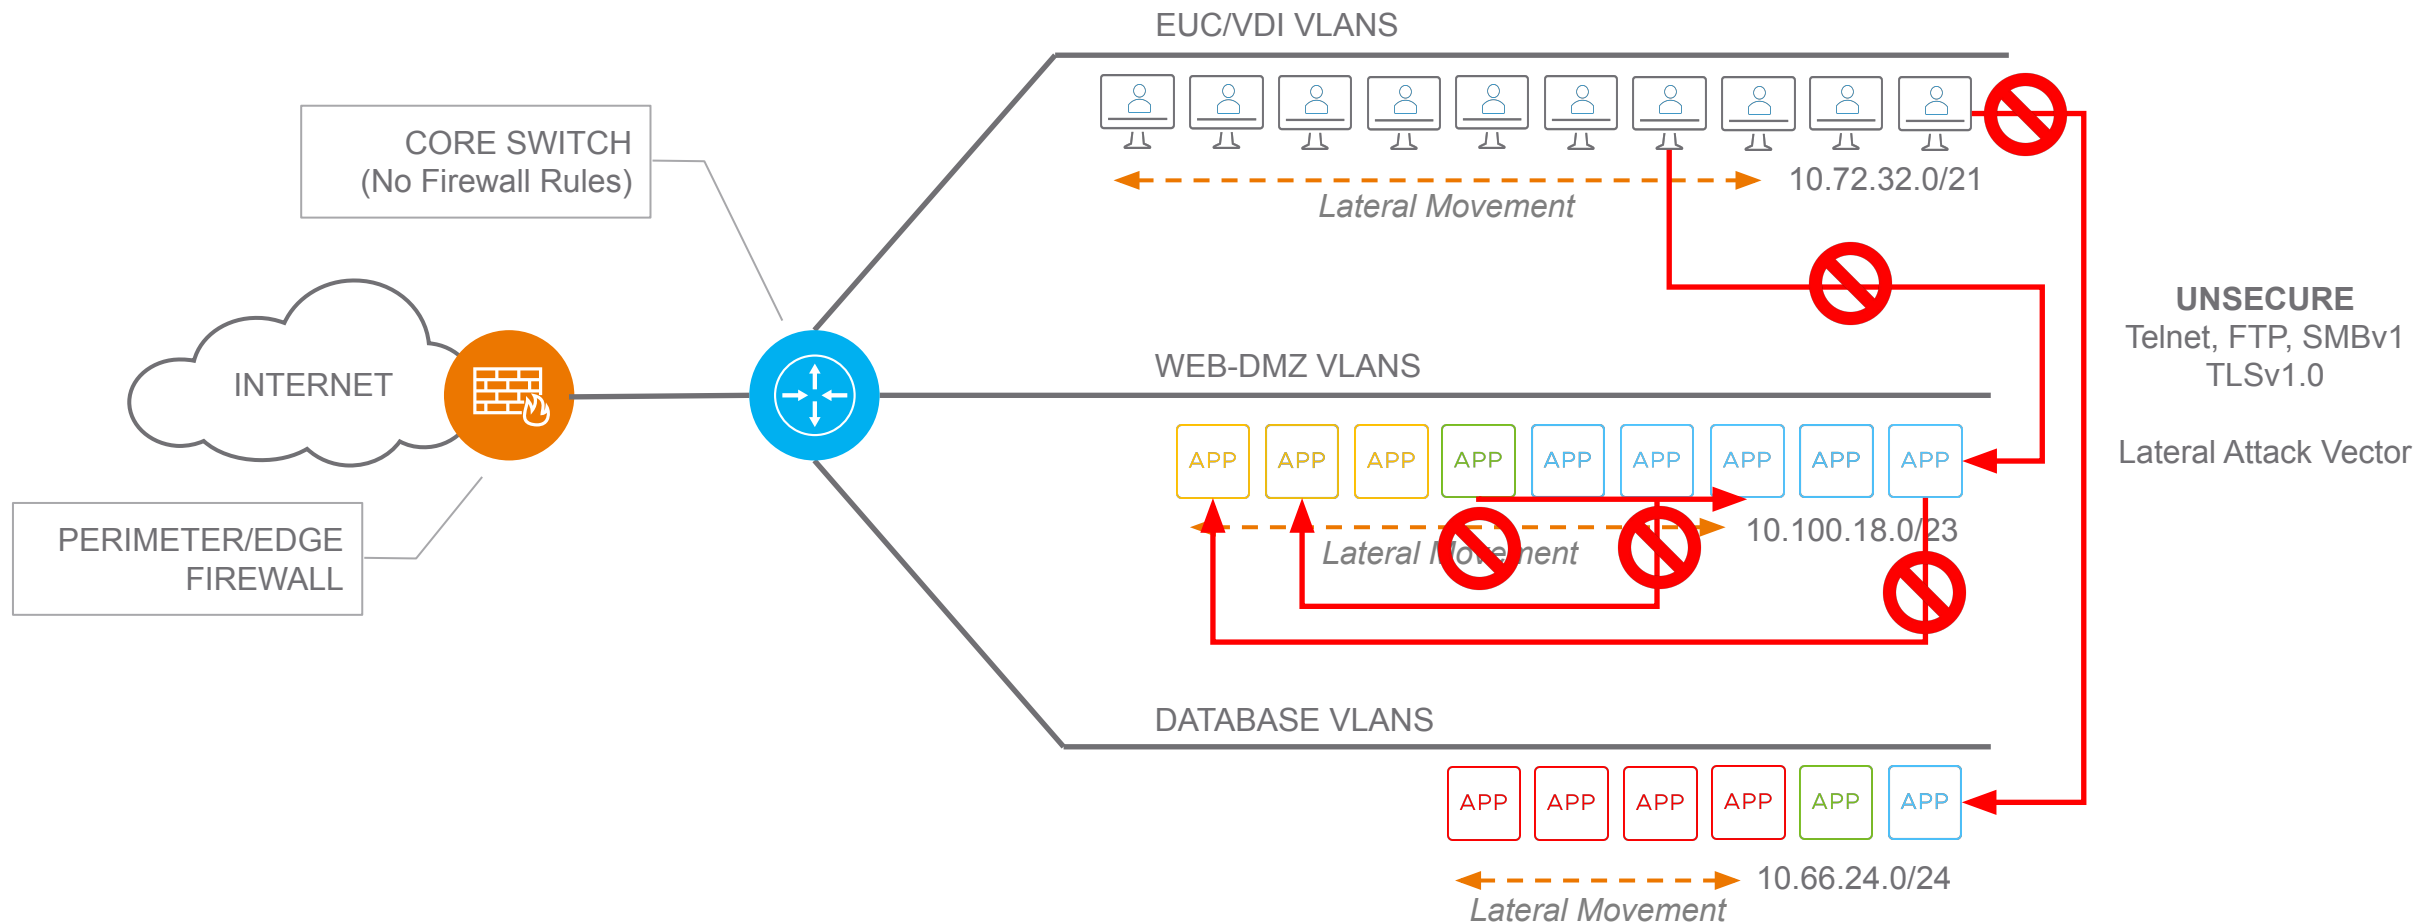 EUC/VDI VLANS
CORE SWITCH
(No Firewall Rules)
10.72.32.0/21
Lateral Movement
UNSECURE
Telnet, FTP, SMBv1
TLSv1.0
Lateral Attack Vector
INTERNET
WEB-DMZ VLANS
APP APP APP APP APP APP APP APP APP
10.100.18.0/23
Lateral Movement
PERIMETER/EDGE
FIREWALL
DATABASE VLANS
APP APP APP APP APP APP
10.66.24.0/24
Lateral Movement